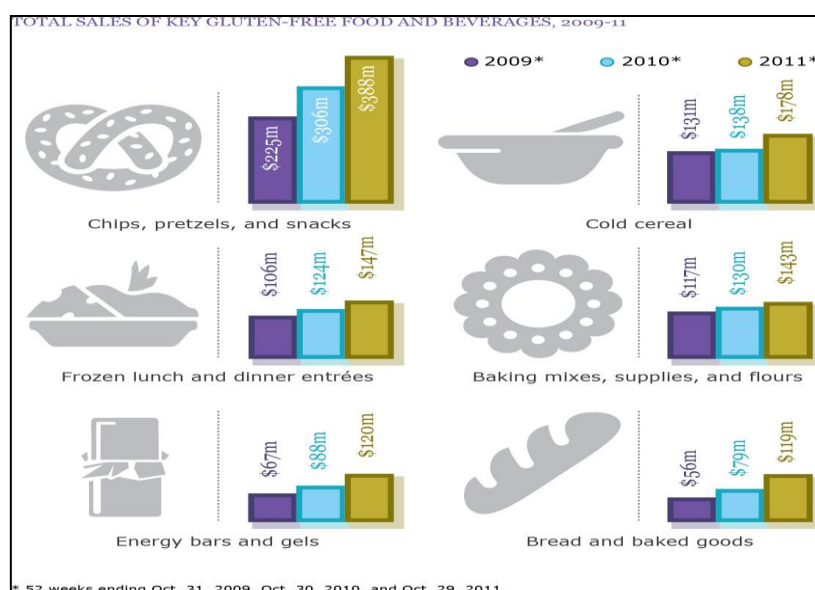 TOTAL SALES OF KEY GLUTEN-FREE FOOD AND BEVERAGES, 2009-11
2009* 2010* 2011*
$225m $306m $388m
Chips, pretzels, and snacks
$131m $138m $178m
Cold cereal
$106m $124m $147m
Frozen lunch and dinner entrées
$117m $130m $143m
Baking mixes, supplies, and flours
$67m $88m $120m
Energy bars and gels
$56m $79m $119m
Bread and baked goods
* 52 weeks ending Oct. 31, 2009, Oct. 30, 2010, and Oct. 29, 2011